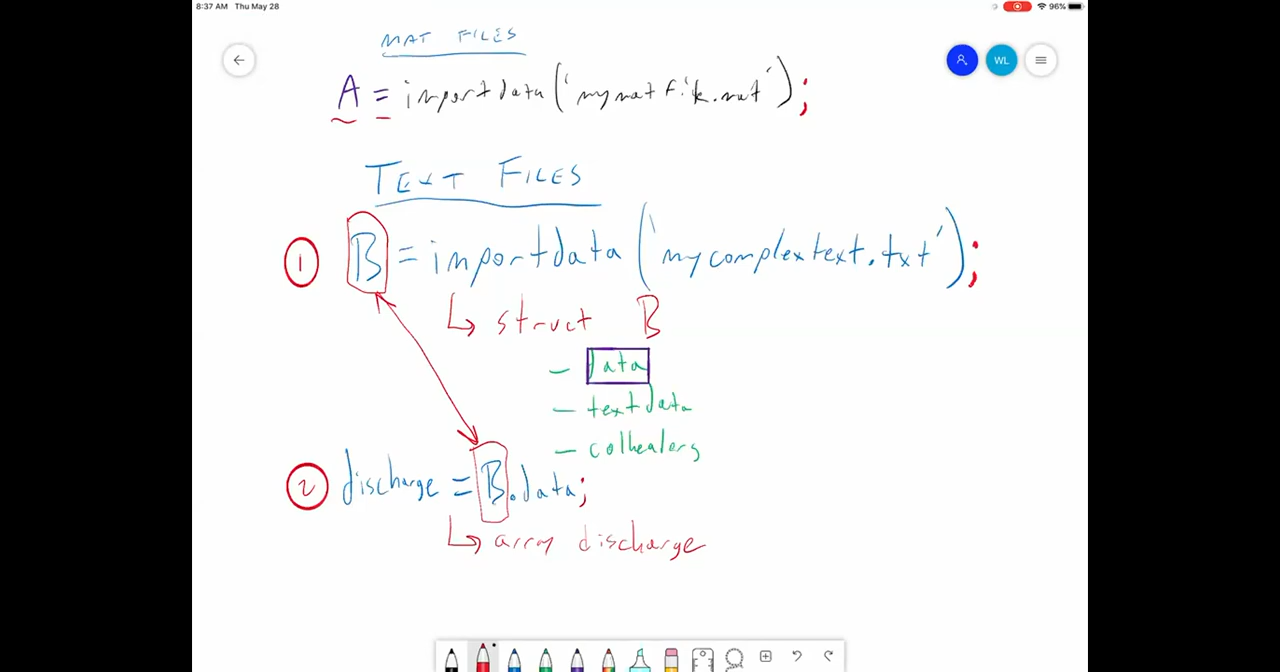 8:37 AM Thu May 28
96%
MAT FILES
A = importdata('mymatfile.mat');
WL
TEXT FILES
1 B = importdata('mycomplextext.txt');
↳ struct B
- data
- textdata
- colheaders
2 discharge = B.data;
↳ array discharge